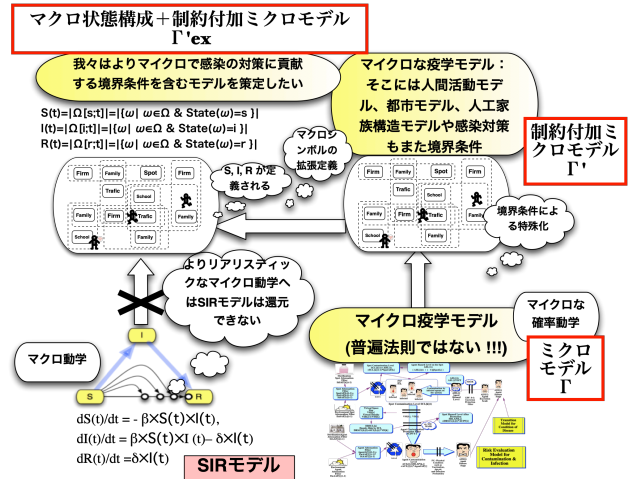 マクロ状態構成＋制約付加ミクロモデル
Γ'ex
我々はよりマイクロで感染の対策に貢献
する境界条件を含むモデルを策定したい
マイクロな疫学モデル：
そこには人間活動モデ
ル、都市モデル、人工家
族構造モデルや感染対策
もまた境界条件
制約付加ミ
クロモデル
Γ'
S(t)=|Ω[s;t]|=|{ω| ω∈Ω & State(ω)=s }|
I(t)=|Ω[i;t]|=|{ω| ω∈Ω & State(ω)=i }|
R(t)=|Ω[r;t]|=|{ω| ω∈Ω & State(ω)=r }|
マクロシ
ンボルの
拡張定義
S, I, R が定
義される
Firm
Family
Spot
Firm
Trafic
School
Family
Firm
Trafic
Family
School
Family
Firm
Family
Spot
Firm
Trafic
School
Family
Firm
Trafic
Family
School
Family
境界条件によ
る特殊化
よりリアリスティッ
クなマイクロ動学へ
はSIRモデルは還元
できない
マイクロ疫学モデル
(普遍法則ではない !!!)
マイクロな
確率動学
ミクロ
モデル
Γ
マクロ動学
I
S
R
dS(t)/dt = - β×S(t)×I(t),
dI(t)/dt = β×S(t)×I (t)– δ×I(t)
dR(t)/dt =δ×I(t)
SIRモデル
Transition
Model for
Condition of
Disease
Risk Evaluation
Model for
Contamination &
Infection